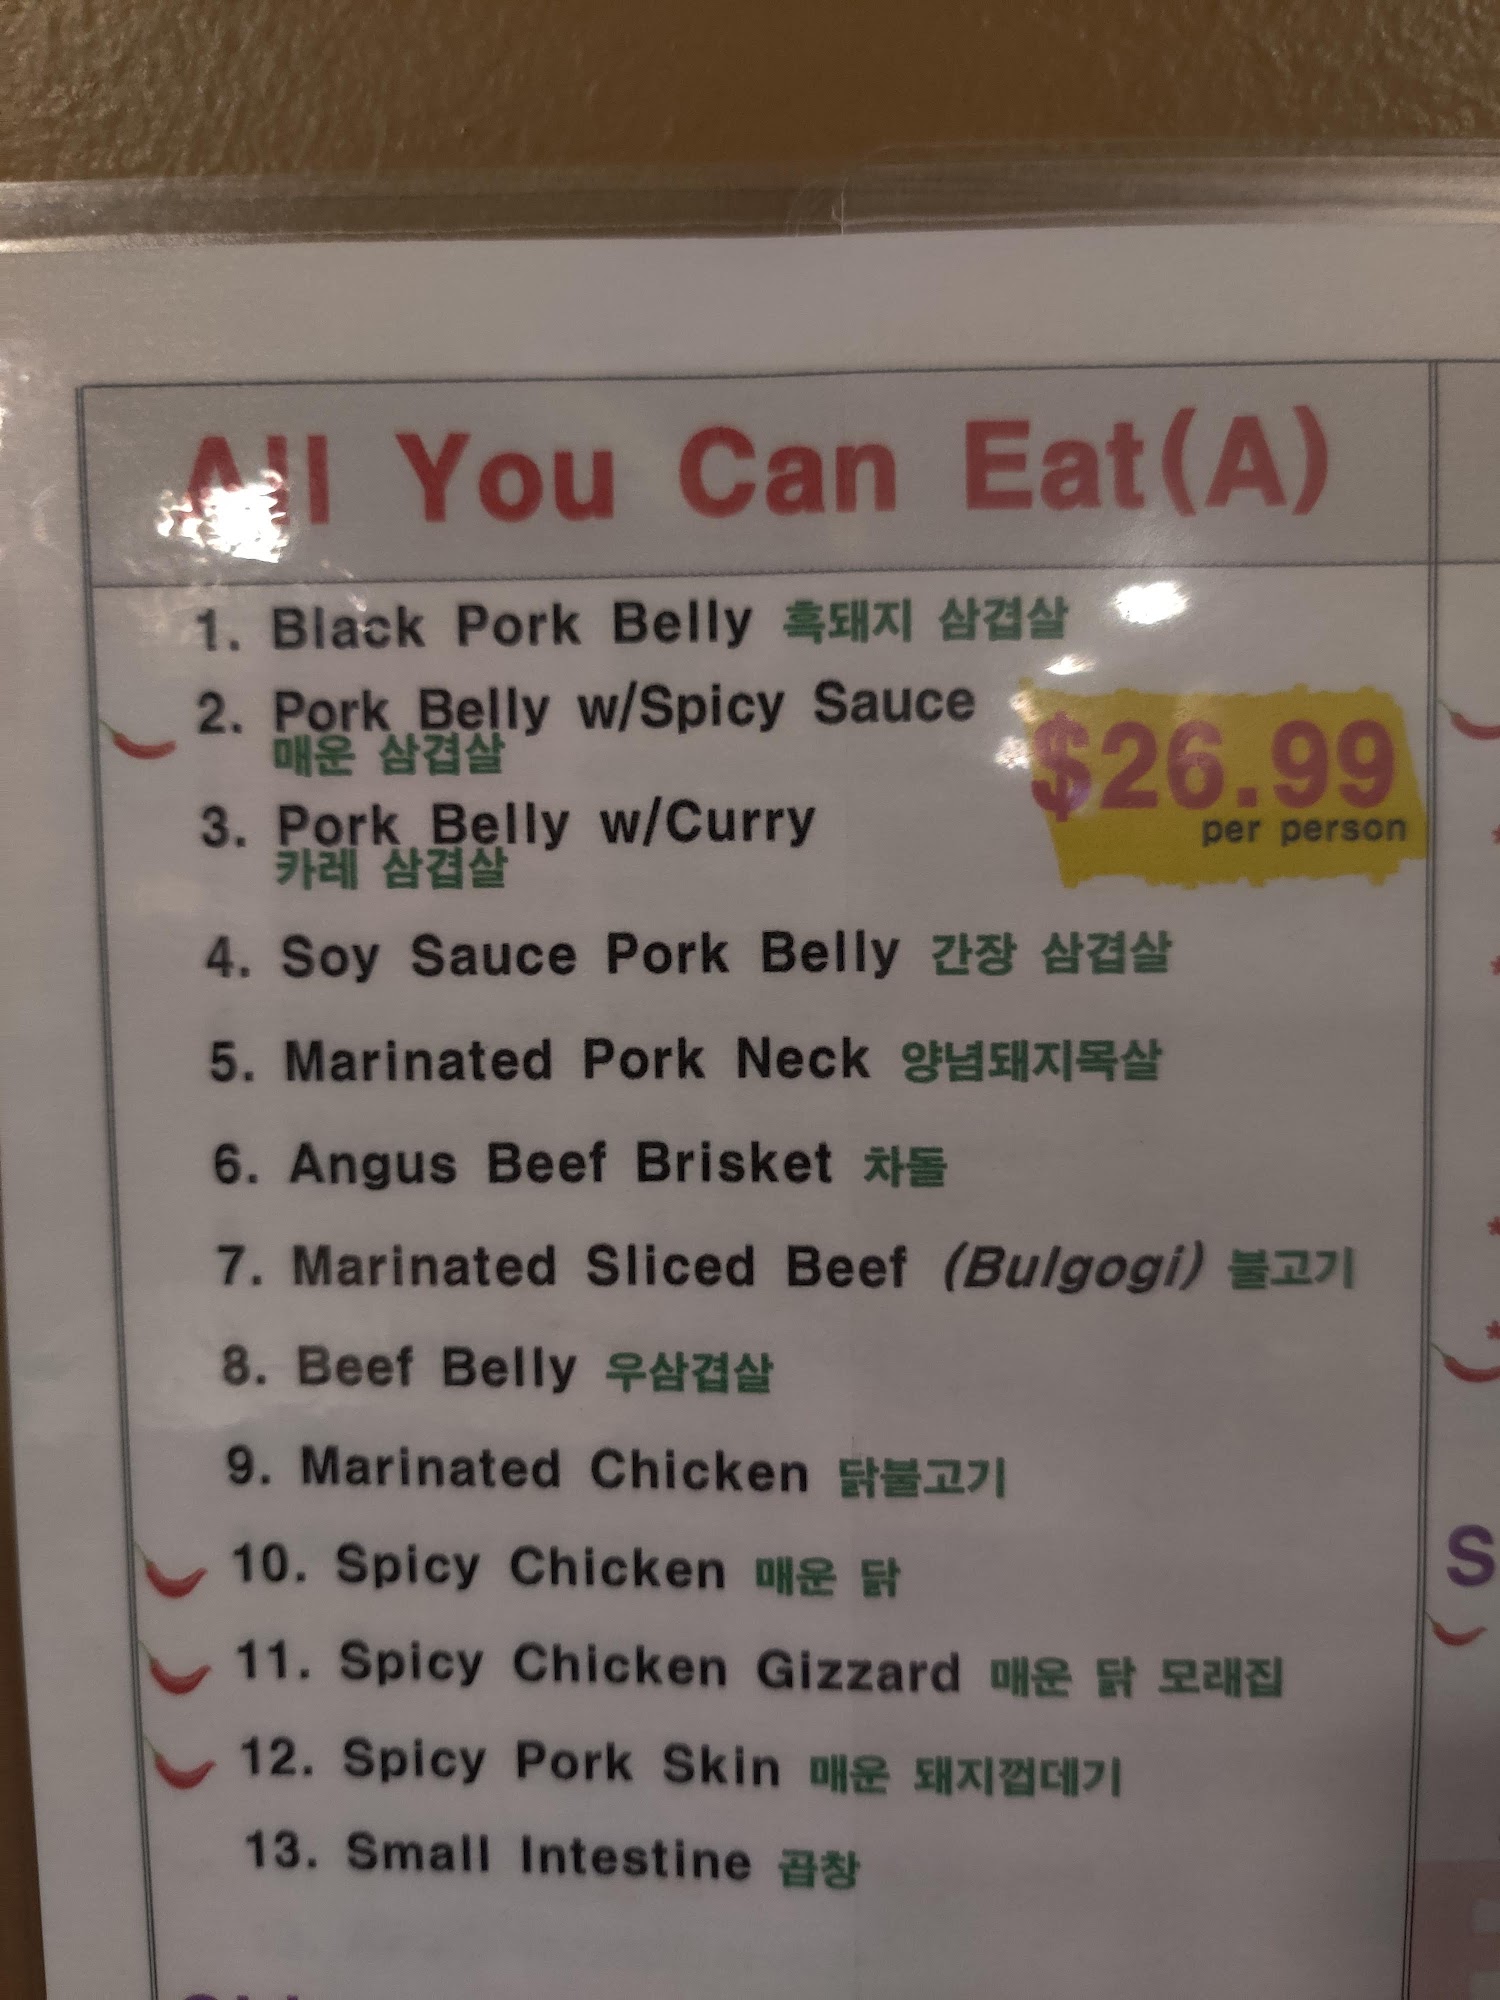 All You Can Eat(A)
1. Black Pork Belly 흑돼지 삼겹살
2. Pork Belly w/Spicy Sauce
매운 삼겹살
$26.99
per person
3. Pork Belly w/Curry
카레 삼겹살
4. Soy Sauce Pork Belly 간장 삼겹살
5. Marinated Pork Neck 양념돼지목살
6. Angus Beef Brisket 차돌
7. Marinated Sliced Beef (Bulgogi) 불고기
8. Beef Belly 우삼겹살
9. Marinated Chicken 닭불고기
10. Spicy Chicken 매운 닭
11. Spicy Chicken Gizzard 매운 닭 모래집
12. Spicy Pork Skin 매운 돼지껍데기
13. Small Intestine 곱창